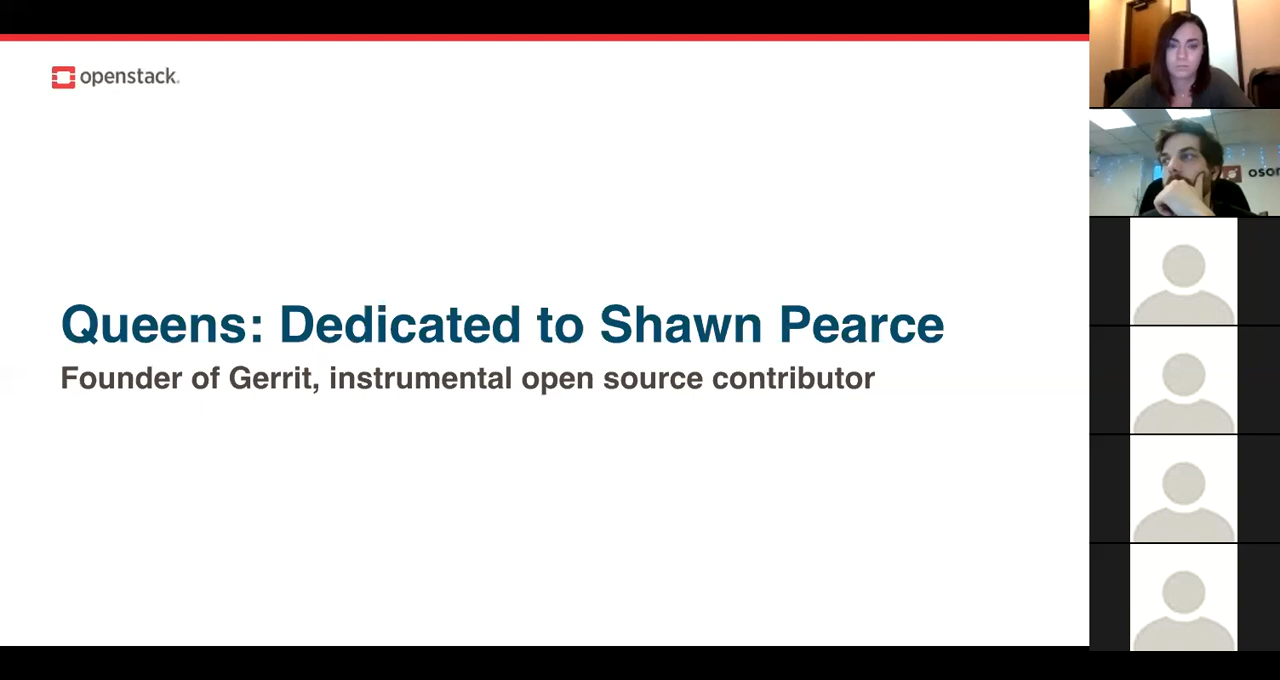 openstack.
Queens: Dedicated to Shawn Pearce
Founder of Gerrit, instrumental open source contributor